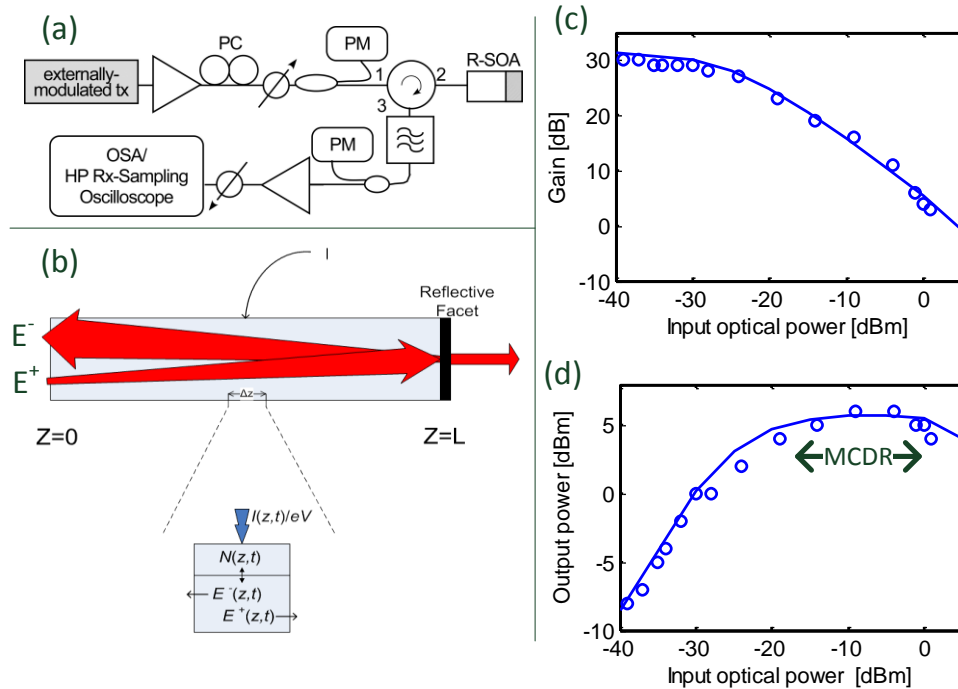 (a)
PC
PM
R-SOA
externally-
modulated tx
1
2
3
PM
OSA/
HP Rx-Sampling
Oscilloscope
(b)
I
Reflective
Facet
E-
E+
Δz
Z=0
Z=L
I(z,t)/eV
N(z,t)
E-(z,t)
E+(z,t)
(c)
30
20
10
0
-10
Gain [dB]
-40 -30 -20 -10 0
Input optical power [dBm]
(d)
5
0
-5
-10
Output power [dBm]
MCDR
-40 -30 -20 -10 0
Input optical power [dBm]